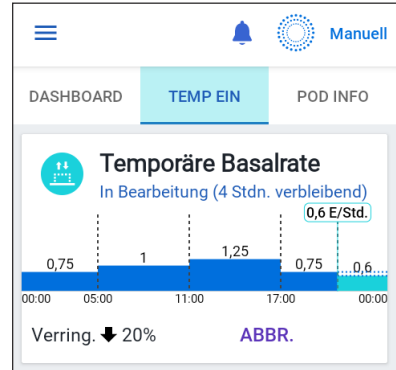 Manuell
DASHBOARD TEMP EIN POD INFO
Temporäre Basalrate
In Bearbeitung (4 Stdn. verbleibend)
0,6 E/Std.
0,75 1 1,25 0,75 0,6
00:00 05:00 11:00 17:00 00:00
Verring. 20% ABBR.